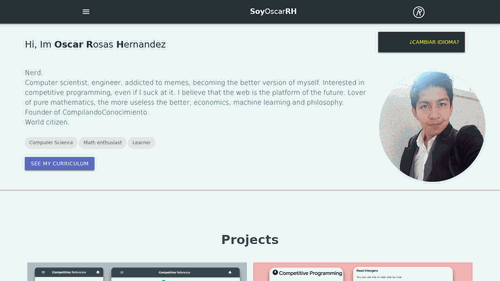 SoyOscarRH
Hi, Im Oscar Rosas Hernandez
¿CAMBIAR IDIOMA?
Nerd.
Computer scientist, engineer, addicted to memes, becoming the better version of myself. Interested in
competitive programming, even if I suck at it. I believe that the web is the platform of the future. Lover
of pure mathematics, the more useless the better, economics, machine learning and philosophy.
Founder of CompilandoConocimiento.
World citizen.
Computer Science Math enthusiast Learner
SEE MY CURRICULUM
Projects
Competitive Reference Competitive Reference
Competitive Programming
Read Integers